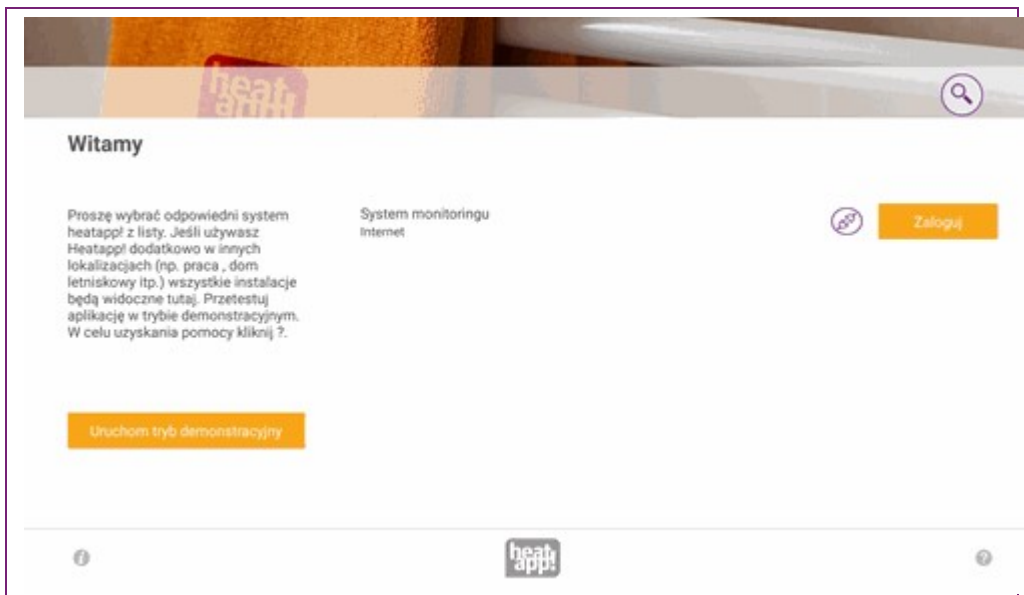 heat
app!
Witamy
Proszę wybrać odpowiedni system
heatapp! z listy. Jeśli używasz
Heatapp! dodatkowo w innych
lokalizacjach (np. praca , dom
letniskowy itp.) wszystkie instalacje
będą widoczne tutaj. Przetestuj
aplikację w trybie demonstracyjnym.
W celu uzyskania pomocy kliknij ?.
System monitoringu
Internet
Zaloguj
Uruchom tryb demonstracyjny
i
heat
app!
?